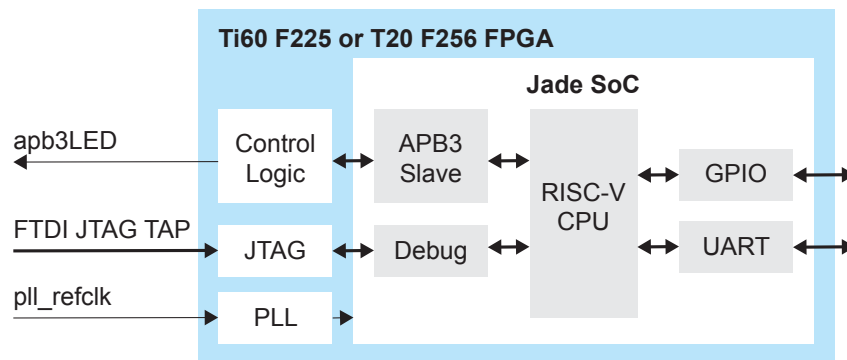 Ti60 F225 or T20 F256 FPGA
Jade SoC
apb3LED
Control
Logic
APB3
Slave
RISC-V
CPU
GPIO
FTDI JTAG TAP
JTAG
Debug
UART
pll_refclk
PLL